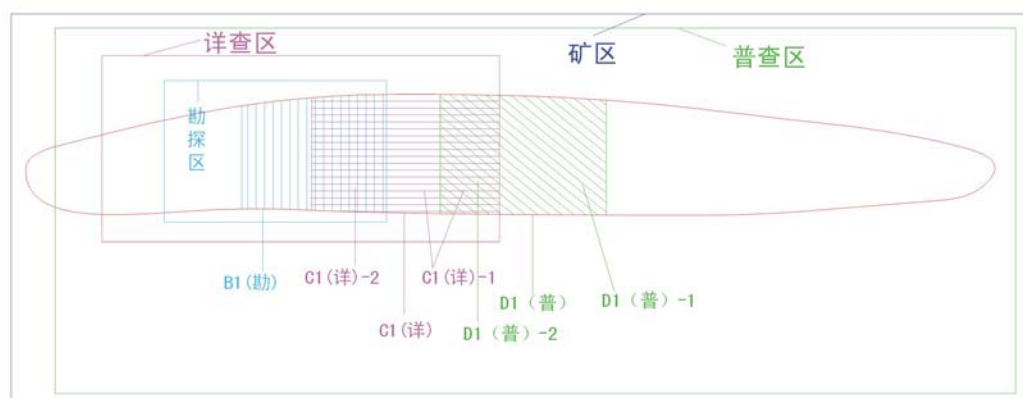 详查区
矿区
普查区
勘探区
B1(勘)
C1(详)-2
C1(详)-1
D1（普）
D1（普）-1
C1(详)
D1（普）-2